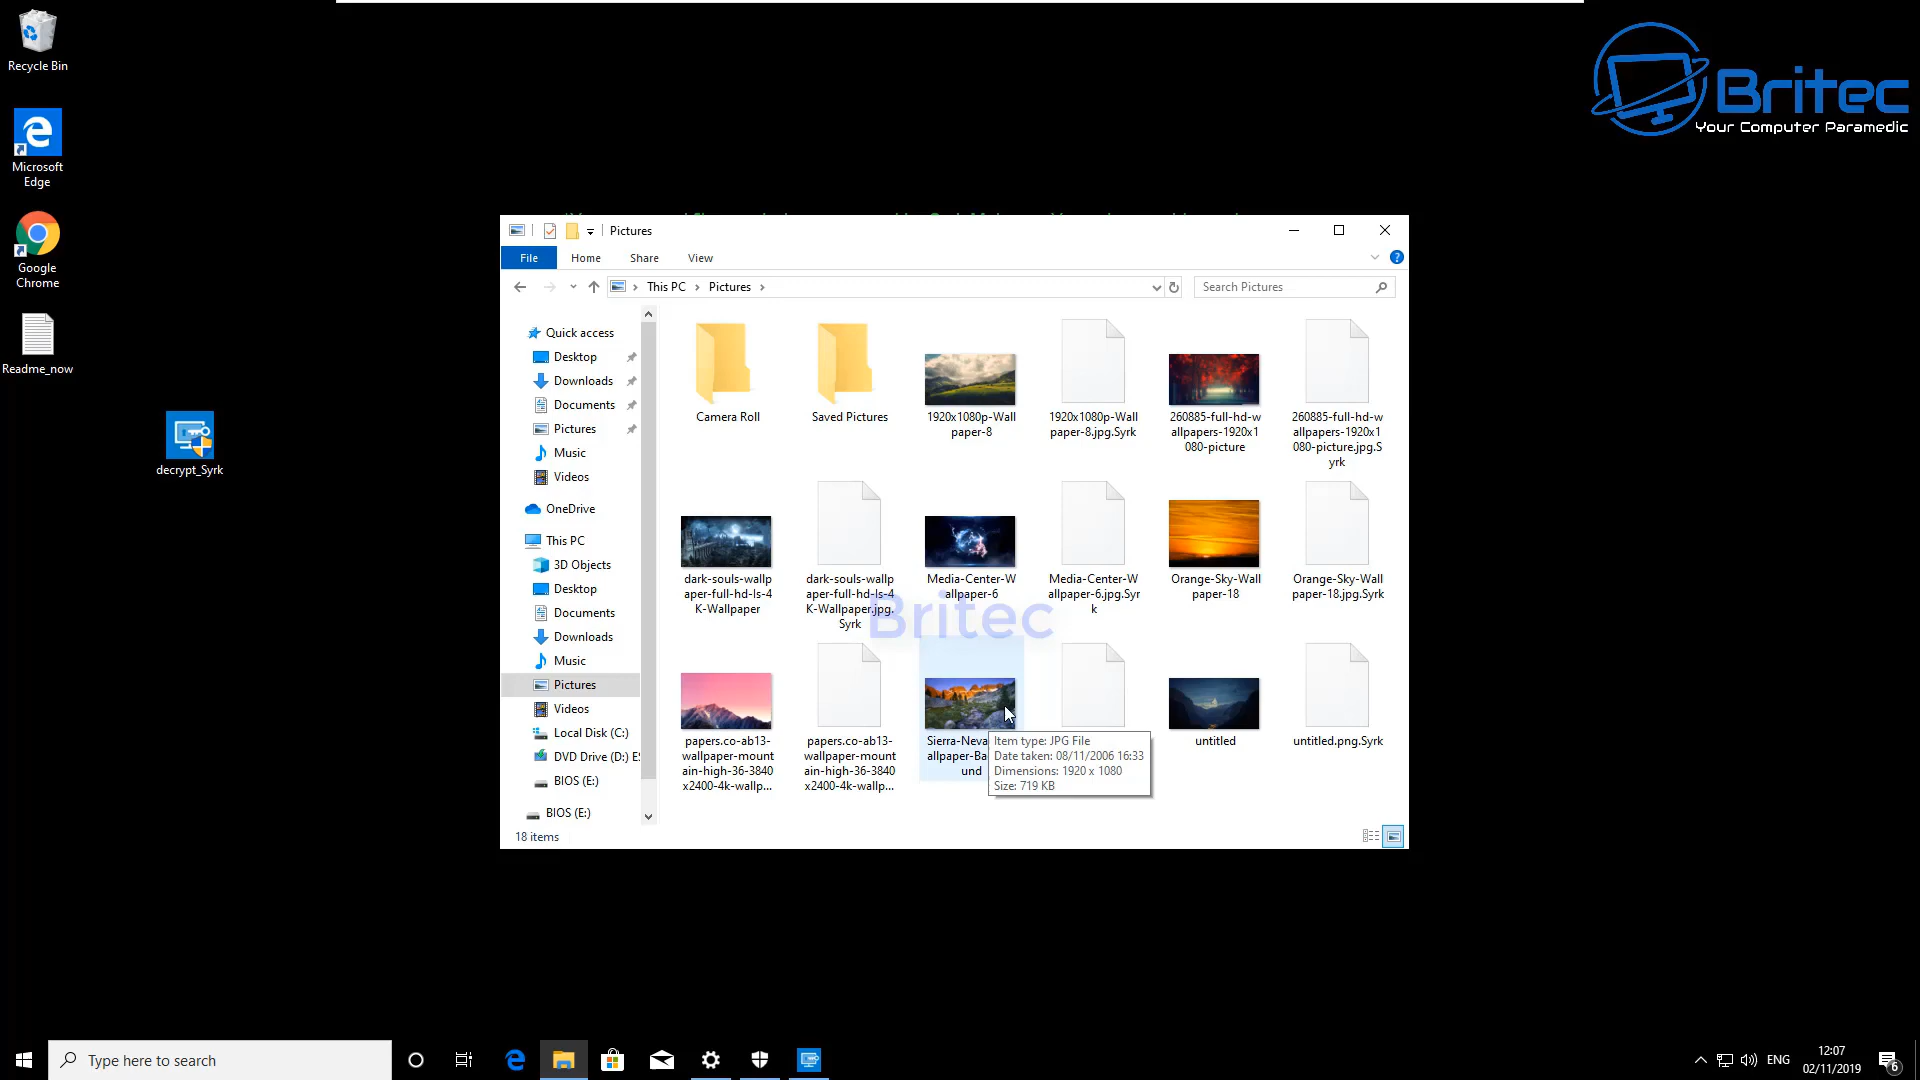 Recycle Bin
Microsoft
Edge
Google
Chrome
Readme_now
decrypt_Syrk
Britec
Your Computer Paramedic
Pictures
File
Home
Share
View
This PC
Pictures
Search Pictures
Quick access
Desktop
Downloads
Documents
Pictures
Music
Videos
OneDrive
This PC
3D Objects
Desktop
Documents
Downloads
Music
Pictures
Videos
Local Disk (C:)
DVD Drive (D:) E
BIOS (E:)
BIOS (E:)
Camera Roll
Saved Pictures
1920x1080p-Wall
paper-8
1920x1080p-Wall
paper-8.jpg.Syrk
260885-full-hd-w
allpapers-1920x1
080-picture
260885-full-hd-w
allpapers-1920x1
080-picture.jpg.S
yrk
dark-souls-wallp
aper-full-hd-ls-4
K-Wallpaper
dark-souls-wallp
aper-full-hd-ls-4
K-Wallpaper.jpg.
Syrk
Media-Center-W
allpaper-6
Media-Center-W
allpaper-6.jpg.Syr
k
Orange-Sky-Wall
paper-18
Orange-Sky-Wall
paper-18.jpg.Syrk
Britec
papers.co-ab13-
wallpaper-mount
ain-high-36-3840
x2400-4k-wallp...
papers.co-ab13-
wallpaper-mount
ain-high-36-3840
x2400-4k-wallp...
Sierra-Neva
allpaper-Ba
und
Item type: JPG File
Date taken: 08/11/2006 16:33
Dimensions: 1920 x 1080
Size: 719 KB
untitled
untitled.png.Syrk
18 items
Type here to search
ENG
12:07
02/11/2019
6